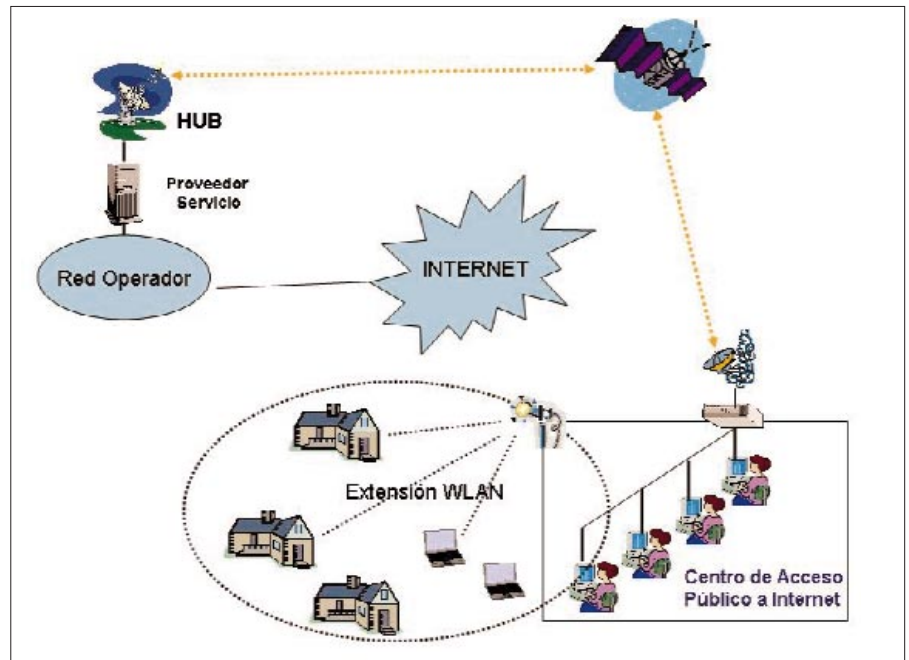 HUB
Proveedor
Servicio
Red Operador
INTERNET
Extensión WLAN
Centro de Acceso
Público a Internet